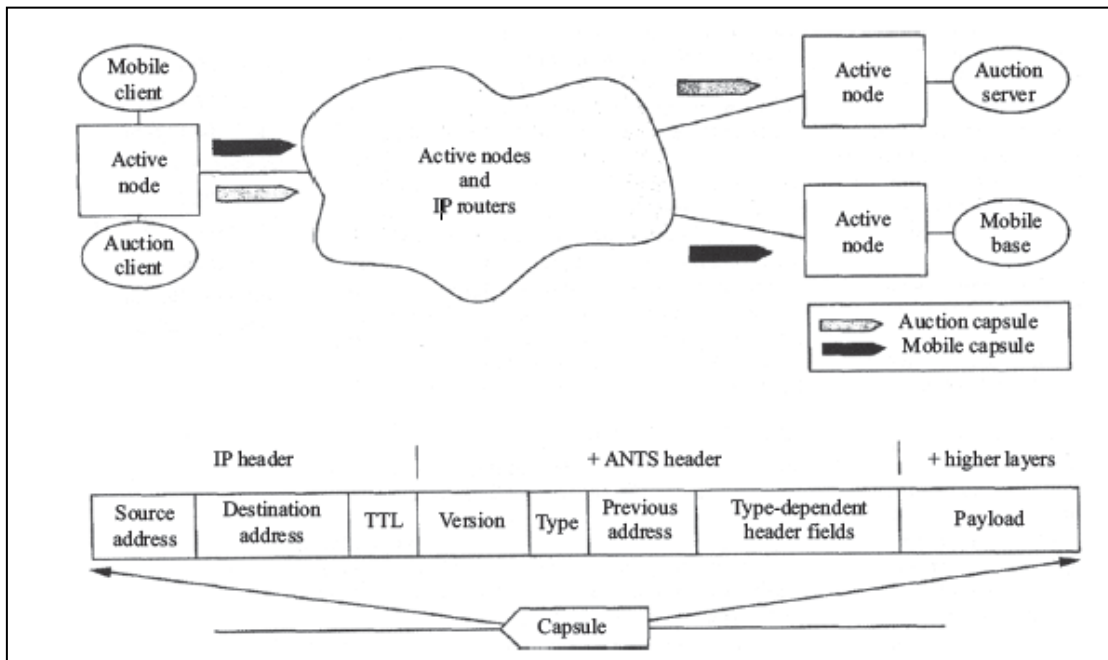 Mobile
client
Active
node
Auction
client
Active nodes
and
IP routers
Active
node
Auction
server
Active
node
Mobile
base
Auction capsule
Mobile capsule
IP header
+ ANTS header
+ higher layers
Source
address
Destination
address
TTL
Version
Type
Previous
address
Type-dependent
header fields
Payload
Capsule